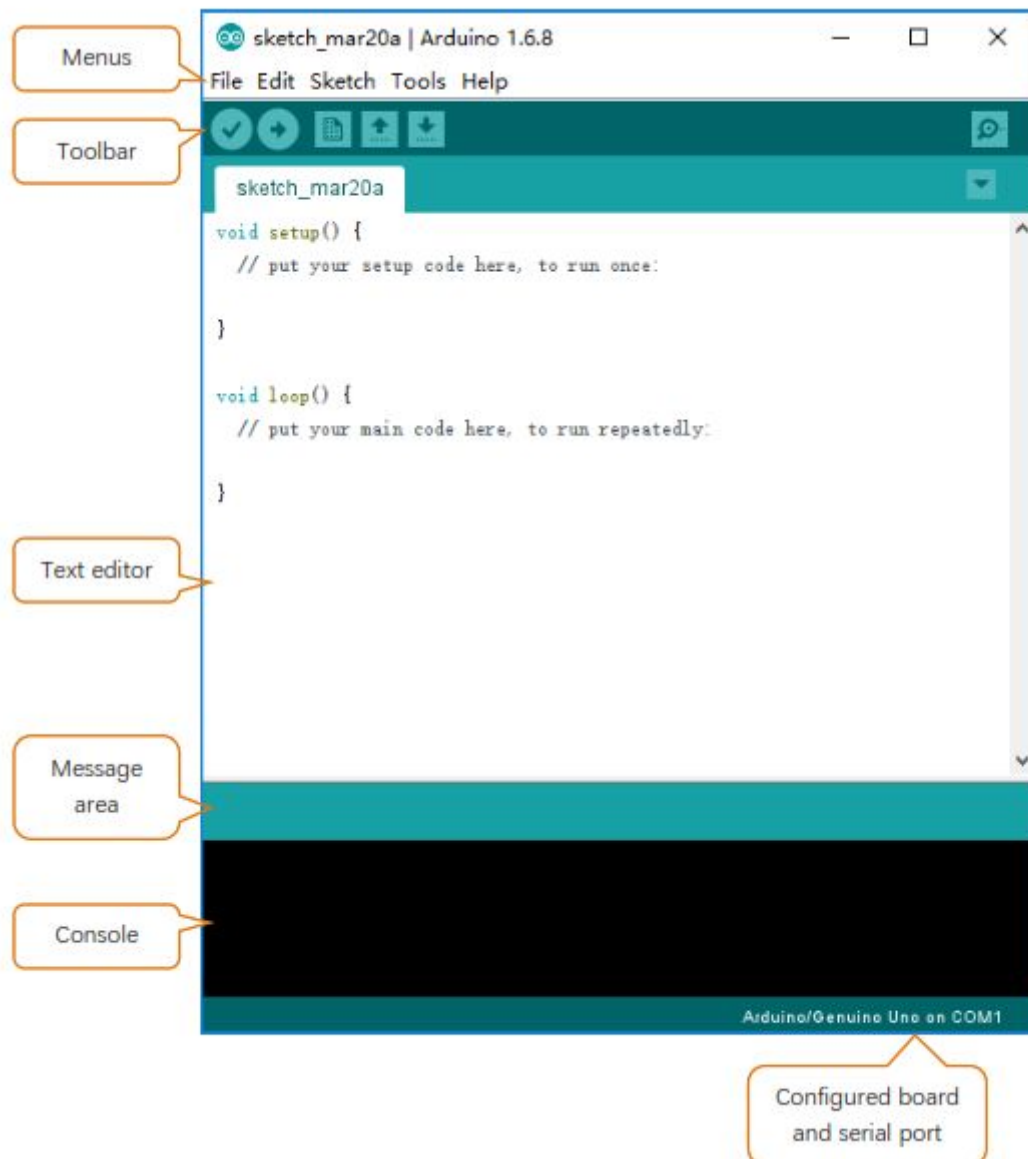 Menus
sketch_mar20a | Arduino 1.6.8
File Edit Sketch Tools Help
Toolbar
sketch_mar20a
void setup() {
// put your setup code here, to run once:
}
void loop() {
// put your main code here, to run repeatedly:
}
Text editor
Message
area
Console
Arduino/Genuino Uno on COM1
Configured board
and serial port